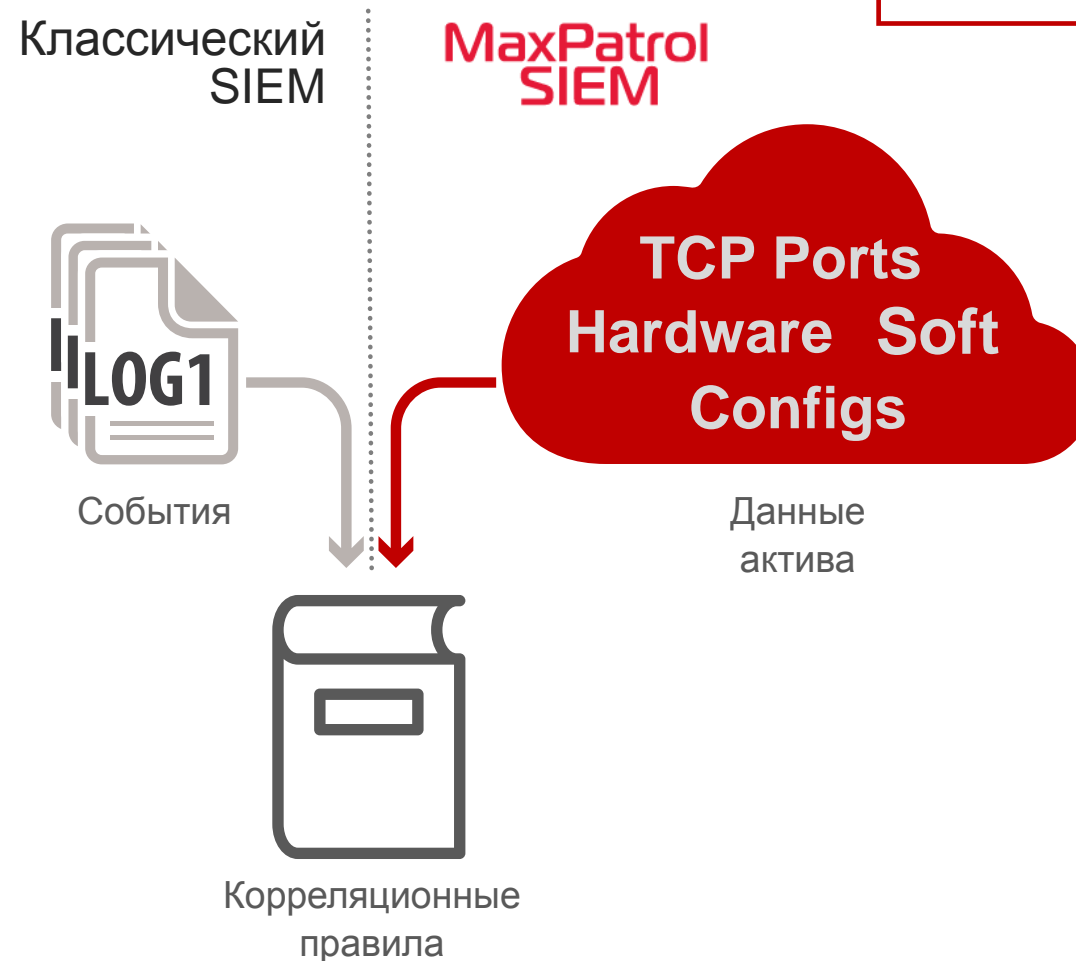 Классический
SIEM
MaxPatrol
SIEM
LOG1
События
TCP Ports
Hardware Soft
Configs
Данные
актива
Корреляционные
правила